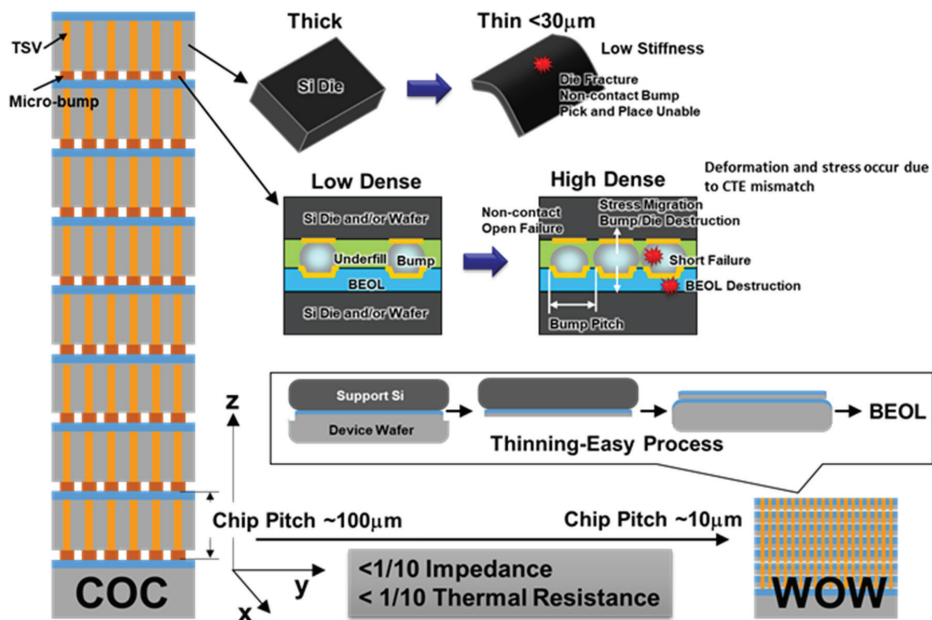 TSV
Micro-bump
Thick
Si Die
Thin <30μm
Low Stiffness
Die Fracture
Non-contact Bump
Pick and Place Unable
Low Dense
Si Die and/or Wafer
Underfill
Bump
BEOL
Si Die and/or Wafer
Non-contact
Open Failure
High Dense
Stress Migration
Bump/Die Destruction
Short Failure
BEOL Destruction
Bump Pitch
Deformation and stress occur due
to CTE mismatch
Support Si
Device Wafer
BEOL
Thinning-Easy Process
z
y
x
Chip Pitch ~100μm
Chip Pitch ~10μm
<1/10 Impedance
< 1/10 Thermal Resistance
COC
WOW